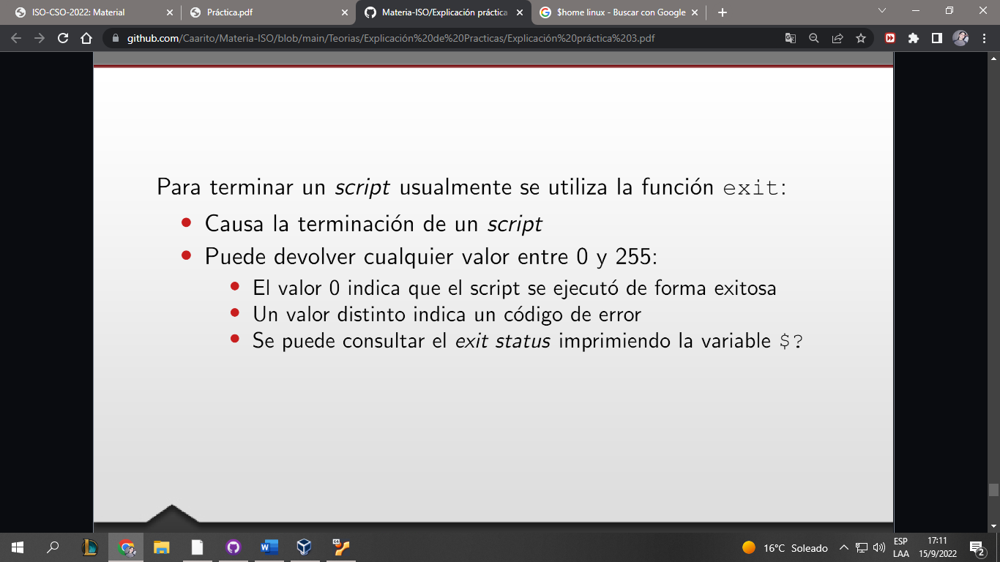 ISO-CSO-2022: Material
Práctica.pdf
Materia-ISO/Explicación práctica
$home linux - Buscar con Google
github.com/Caarito/Materia-ISO/blob/main/Teorias/Explicación%20de%20Practicas/Explicación%20práctica%203.pdf
Para terminar un script usualmente se utiliza la función exit:
• Causa la terminación de un script
• Puede devolver cualquier valor entre 0 y 255:
• El valor 0 indica que el script se ejecutó de forma exitosa
• Un valor distinto indica un código de error
• Se puede consultar el exit status imprimiendo la variable $?
16°C Soleado
ESP
LAA
17:11
15/9/2022
2